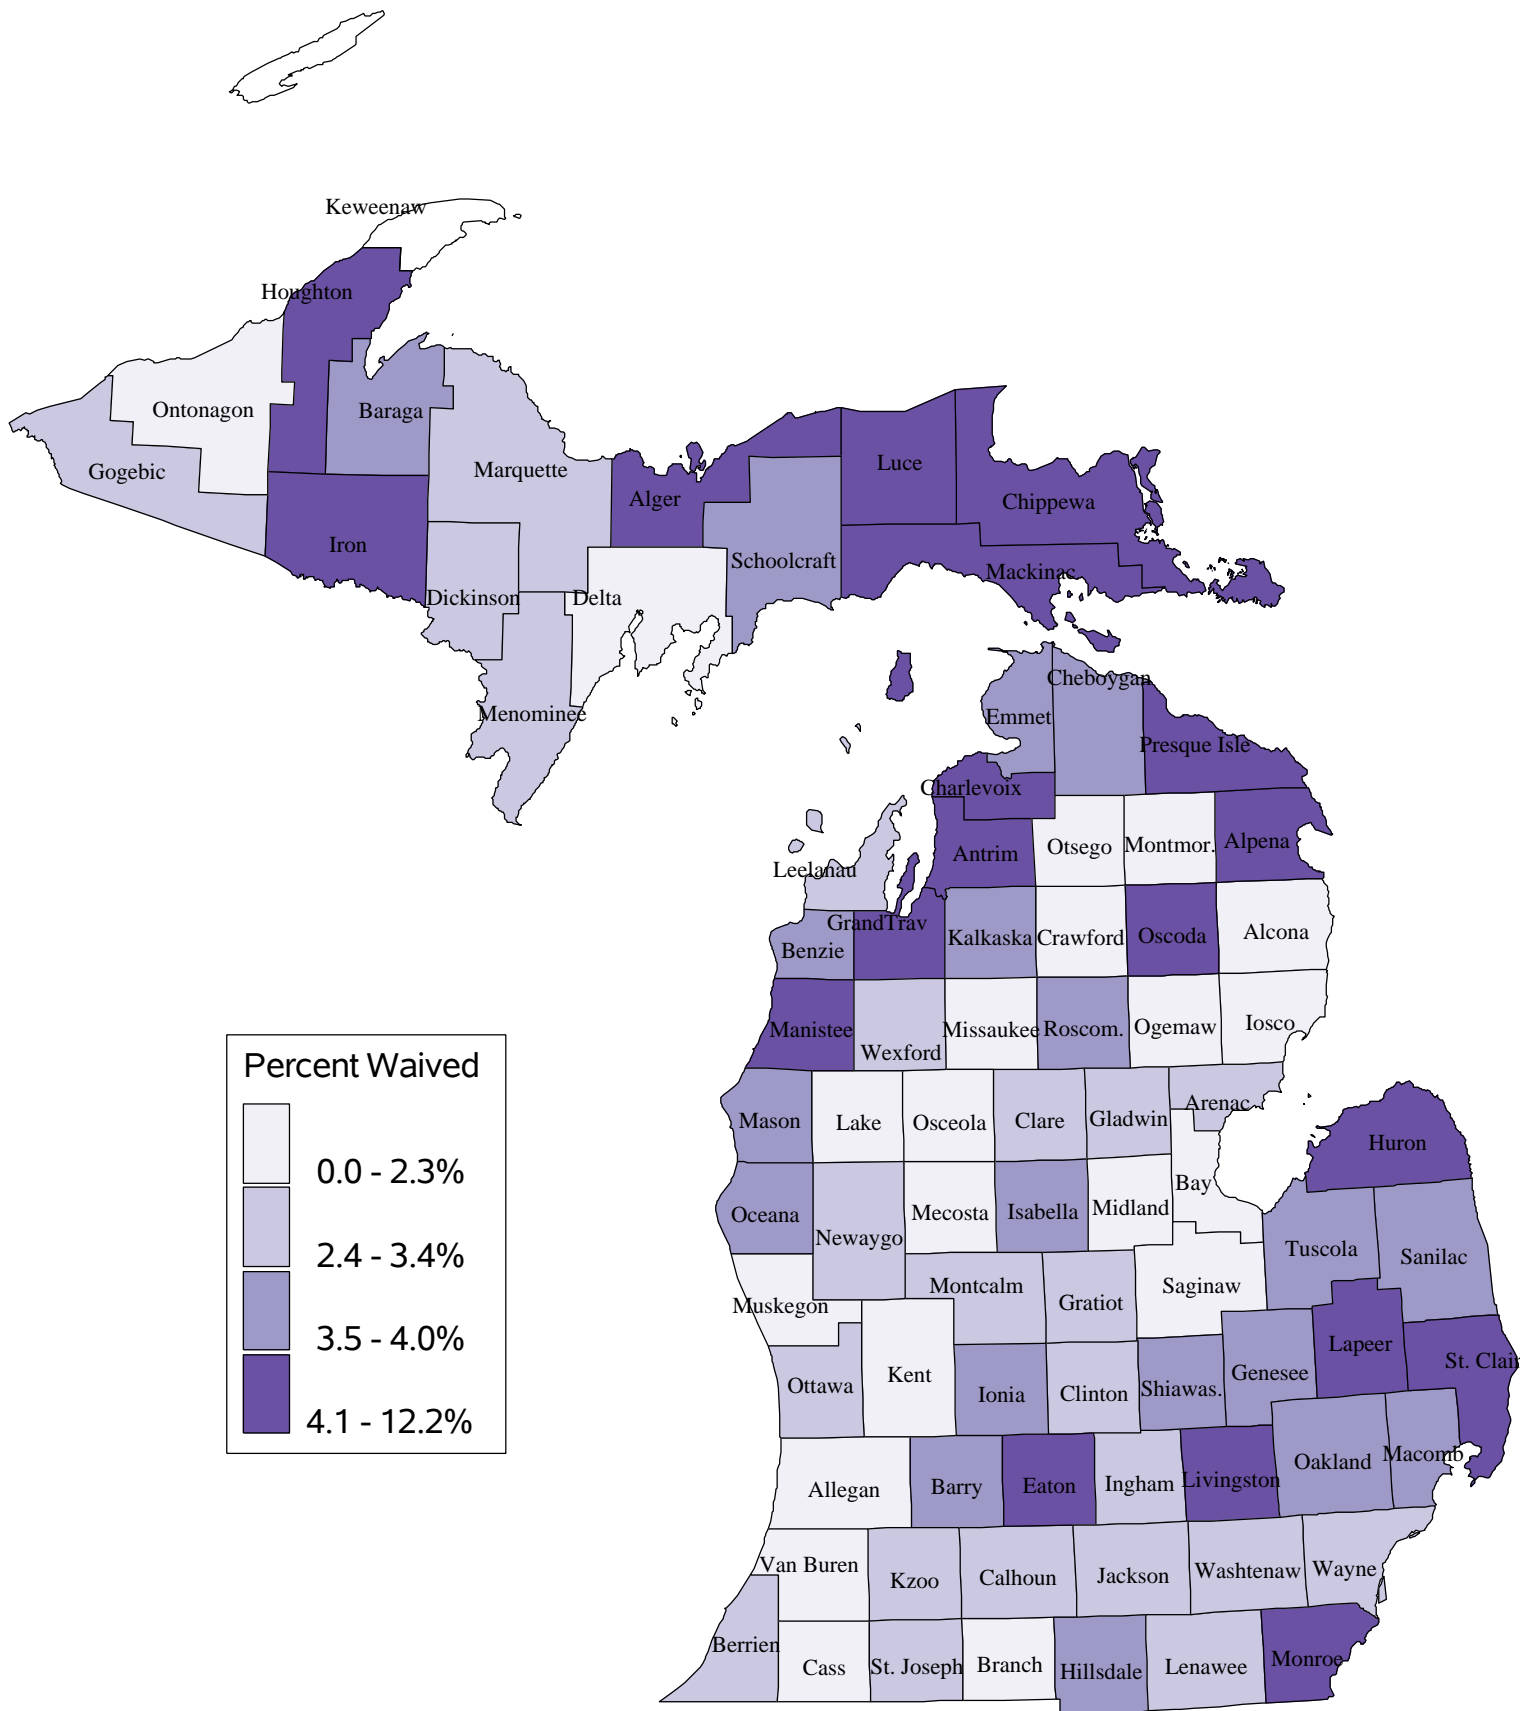 Keweenaw
Houghton
Ontonagon
Baraga
Gogebic
Marquette
Luce
Alger
Chippewa
Iron
Schoolcraft
Mackinac
Dickinson
Delta
Cheboygan
Menominee
Emmet
Presque Isle
Charlevoix
Otsego
Montmor.
Alpena
Antrim
Leelanau
GrandTrav
Alcona
Kalkaska
Crawford
Oscoda
Benzie
Iosco
Manistee
Missaukee
Roscom.
Ogemaw
Wexford
Percent Waived
0.0 - 2.3%
2.4 - 3.4%
3.5 - 4.0%
4.1 - 12.2%
Arenac
Mason
Lake
Osceola
Clare
Gladwin
Huron
Bay
Oceana
Mecosta
Isabella
Midland
Newaygo
Tuscola
Sanilac
Montcalm
Saginaw
Muskegon
Gratiot
Lapeer
St. Clair
Kent
Genesee
Ottawa
Ionia
Clinton
Shiawas.
Macomb
Oakland
Allegan
Barry
Eaton
Ingham
Livingston
Van Buren
Kzoo
Calhoun
Jackson
Washtenaw
Wayne
Berrien
Cass
St. Joseph
Branch
Hillsdale
Lenawee
Monroe